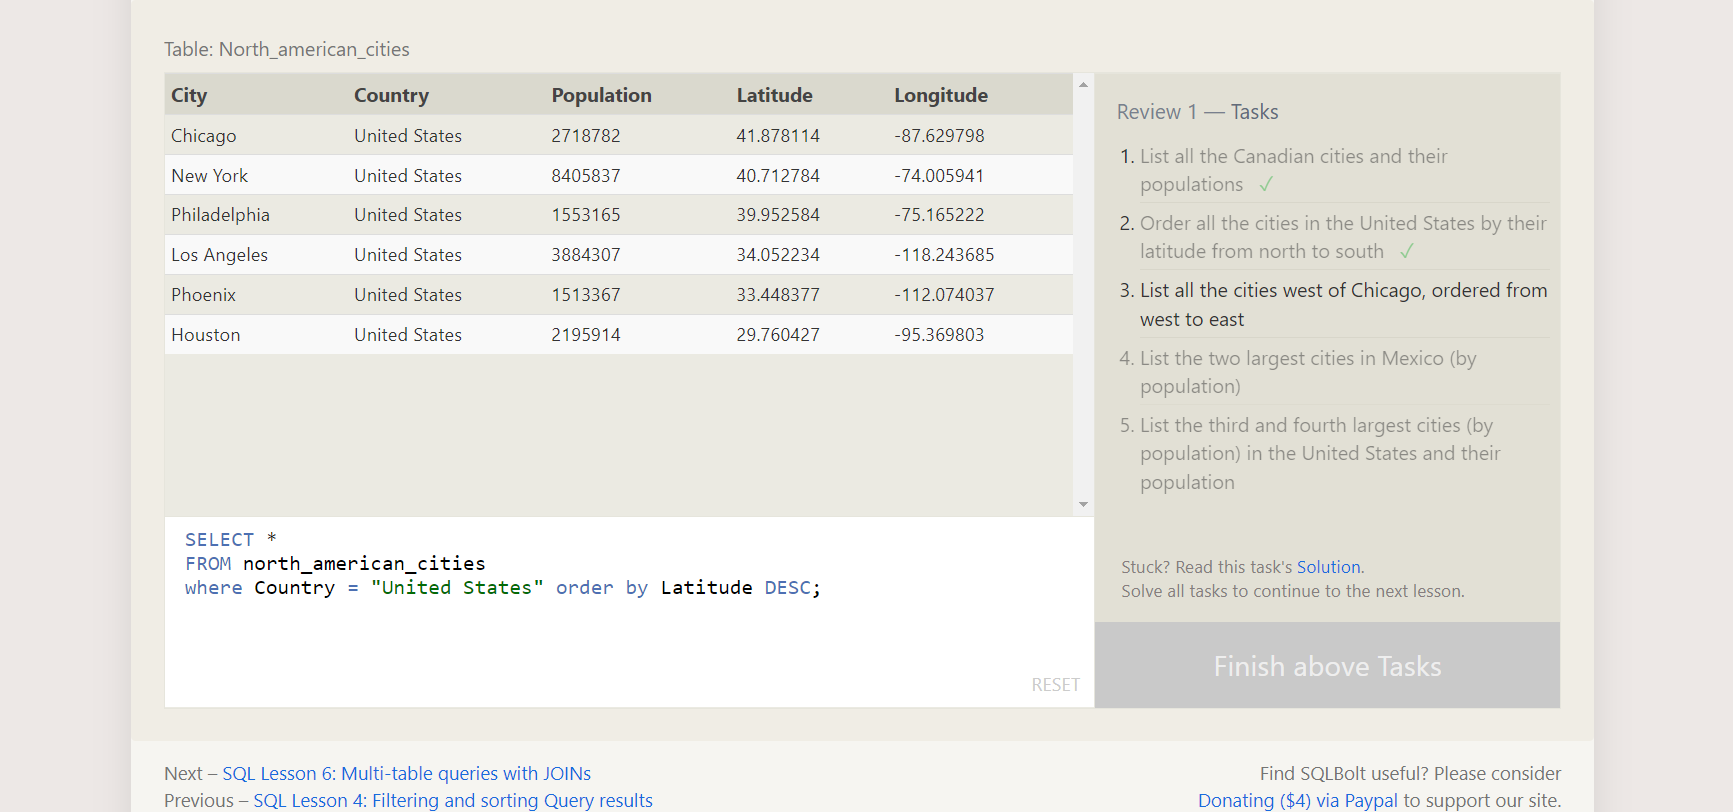 Table: North_american_cities
City Country Population Latitude Longitude
Chicago United States 2718782 41.878114 -87.629798
New York United States 8405837 40.712784 -74.005941
Philadelphia United States 1553165 39.952584 -75.165222
Los Angeles United States 3884307 34.052234 -118.243685
Phoenix United States 1513367 33.448377 -112.074037
Houston United States 2195914 29.760427 -95.369803
SELECT *
FROM north_american_cities
where Country = "United States" order by Latitude DESC;
RESET
Review 1 — Tasks
1. List all the Canadian cities and their
populations ✓
2. Order all the cities in the United States by their
latitude from north to south ✓
3. List all the cities west of Chicago, ordered from
west to east
4. List the two largest cities in Mexico (by
population)
5. List the third and fourth largest cities (by
population) in the United States and their
population
Stuck? Read this task's Solution.
Solve all tasks to continue to the next lesson.
Finish above Tasks
Next – SQL Lesson 6: Multi-table queries with JOINs
Previous – SQL Lesson 4: Filtering and sorting Query results
Find SQLBolt useful? Please consider
Donating ($4) via Paypal to support our site.